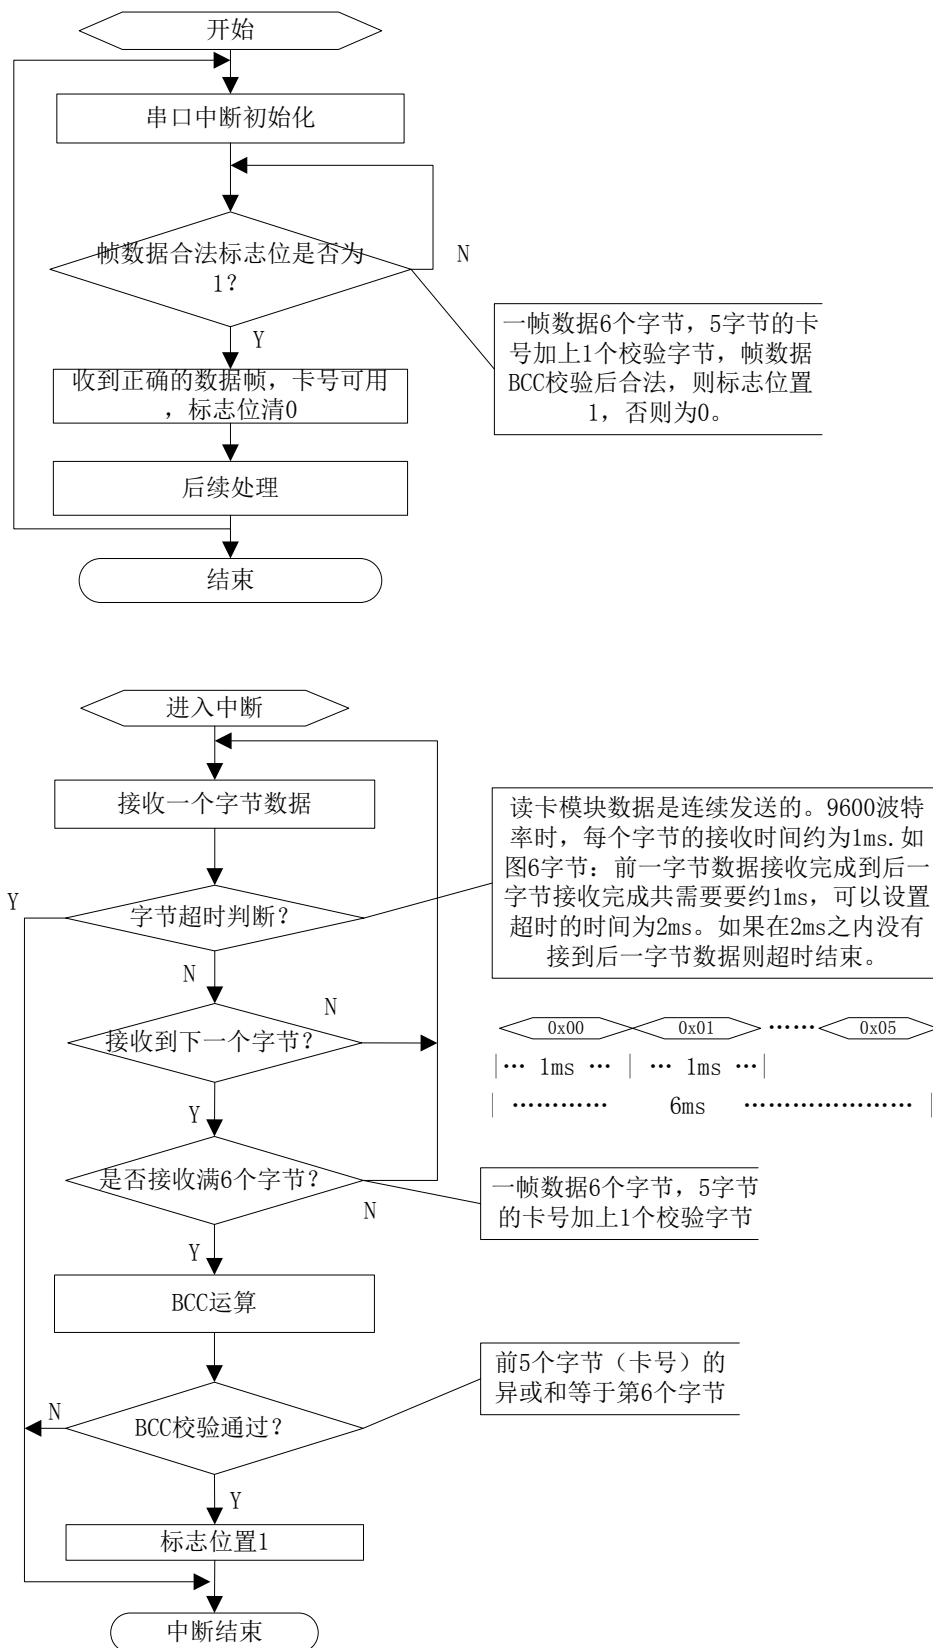 开始
串口中断初始化
帧数据合法标志位是否为
1?
N
Y
一帧数据6个字节，5字节的卡
号加上1个校验字节，帧数据
BCC校验后合法，则标志位置
1，否则为0。
收到正确的数据帧，卡号可用
，标志位清0
后续处理
结束
进入中断
接收一个字节数据
读卡模块数据是连续发送的。9600波特
率时，每个字节的接收时间约为1ms.如
图6字节：前一字节数据接收完成到后一
字节接收完成共需要要约1ms，可以设置
超时的时间为2ms。如果在2ms之内没有
接到后一字节数据则超时结束。
Y
字节超时判断?
N
N
接收到下一个字节?
0x00 0x01 …… 0x05
|… 1ms …| … 1ms …|
|………… 6ms …………………|
Y
是否接收满6个字节?
N
一帧数据6个字节，5字节
的卡号加上1个校验字节
Y
BCC运算
前5个字节（卡号）的
异或和等于第6个字节
N
BCC校验通过?
Y
标志位置1
中断结束